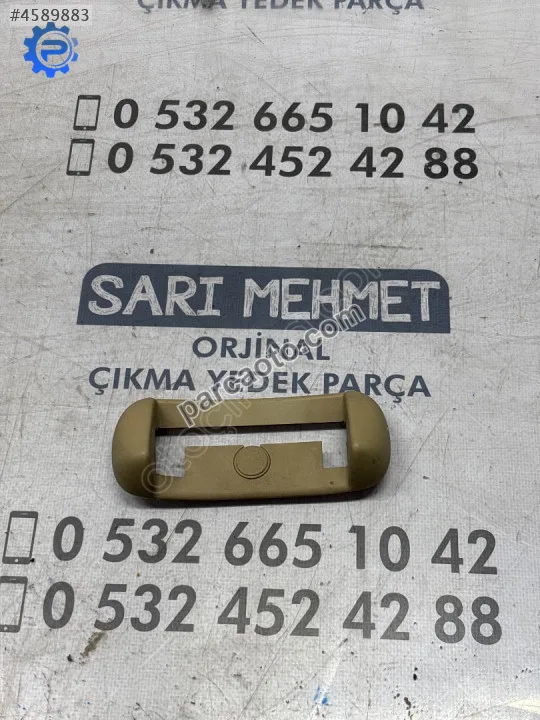 #4589883
ÇIKMA YEDEK PARÇA
0 532 665 10 42
0 532 452 42 88
SARI MEHMET
ORJİNAL
ÇIKMA YEDEK PARÇA
parcaoto.com
0 532 665 10 42
0 532 452 42 88